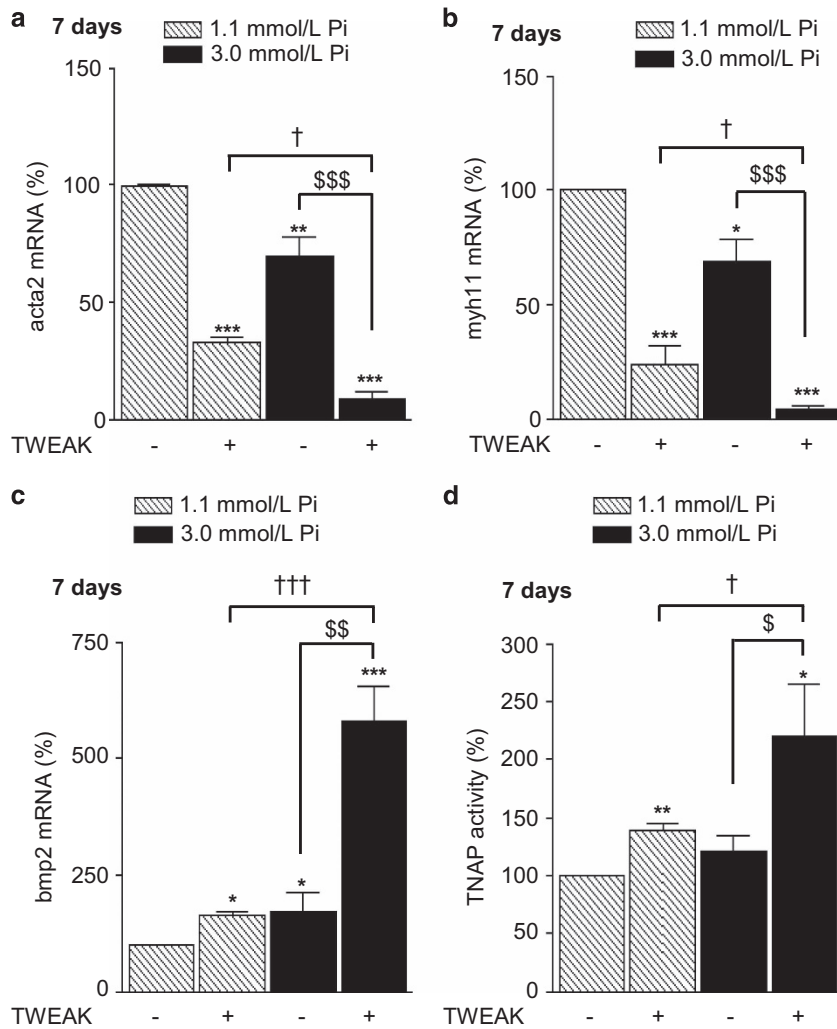 a
7 days
1.1 mmol/L Pi
3.0 mmol/L Pi
acta2 mRNA (%)
150
100
50
0
†
$$$
***
**
***
TWEAK - + - +
b
7 days
1.1 mmol/L Pi
3.0 mmol/L Pi
myh11 mRNA (%)
150
100
50
0
†
$$$
***
*
***
TWEAK - + - +
c
1.1 mmol/L Pi
3.0 mmol/L Pi
7 days
bmp2 mRNA (%)
750
500
250
0
†††
$$
*
*
***
TWEAK - + - +
d
1.1 mmol/L Pi
3.0 mmol/L Pi
7 days
TNAP activity (%)
300
250
200
150
100
50
0
†
$
**
*
TWEAK - + - +